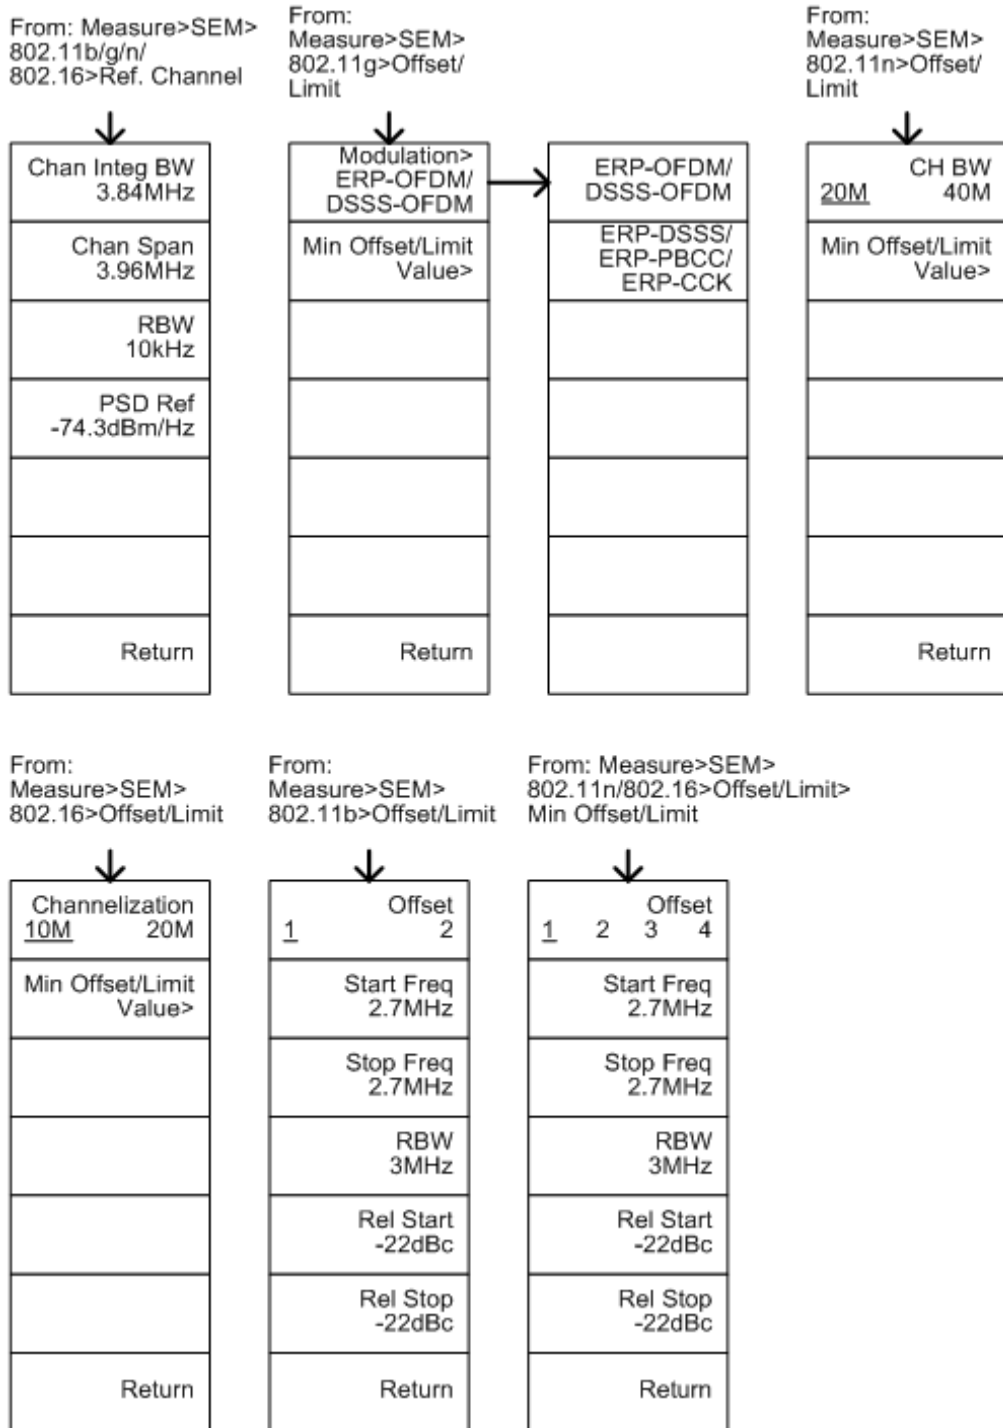 From: Measure>SEM>
802.11b/g/n/
802.16>Ref. Channel
Chan Integ BW
3.84MHz
Chan Span
3.96MHz
RBW
10kHz
PSD Ref
-74.3dBm/Hz
Return
From:
Measure>SEM>
802.11g>Offset/
Limit
Modulation>
ERP-OFDM/
DSSS-OFDM
Min Offset/Limit
Value>
Return
ERP-OFDM/
DSSS-OFDM
ERP-DSSS/
ERP-PBCC/
ERP-CCK
From:
Measure>SEM>
802.11n>Offset/
Limit
CH BW
20M 40M
Min Offset/Limit
Value>
Return
From:
Measure>SEM>
802.16>Offset/Limit
Channelization
10M 20M
Min Offset/Limit
Value>
Return
From:
Measure>SEM>
802.11b>Offset/Limit
Offset
1 2
Start Freq
2.7MHz
Stop Freq
2.7MHz
RBW
3MHz
Rel Start
-22dBc
Rel Stop
-22dBc
Return
From: Measure>SEM>
802.11n/802.16>Offset/Limit>
Min Offset/Limit
Offset
1 2 3 4
Start Freq
2.7MHz
Stop Freq
2.7MHz
RBW
3MHz
Rel Start
-22dBc
Rel Stop
-22dBc
Return